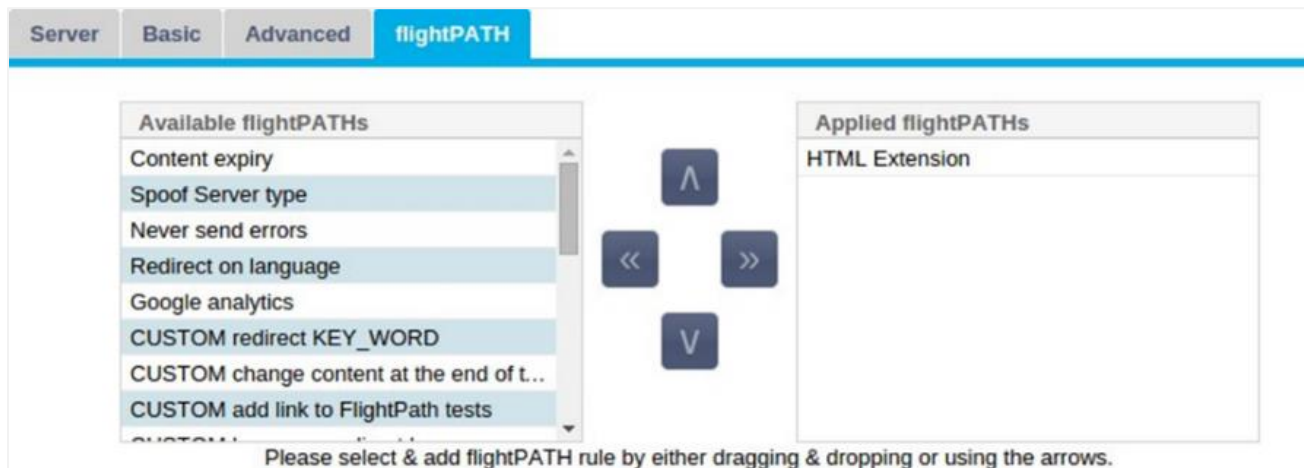 Server Basic Advanced flightPATH
Available flightPATHs
Applied flightPATHs
Content expiry
HTML Extension
Spoof Server type
Never send errors
Redirect on language
Google analytics
CUSTOM redirect KEY_WORD
CUSTOM change content at the end of t...
CUSTOM add link to FlightPath tests
Please select & add flightPATH rule by either dragging & dropping or using the arrows.